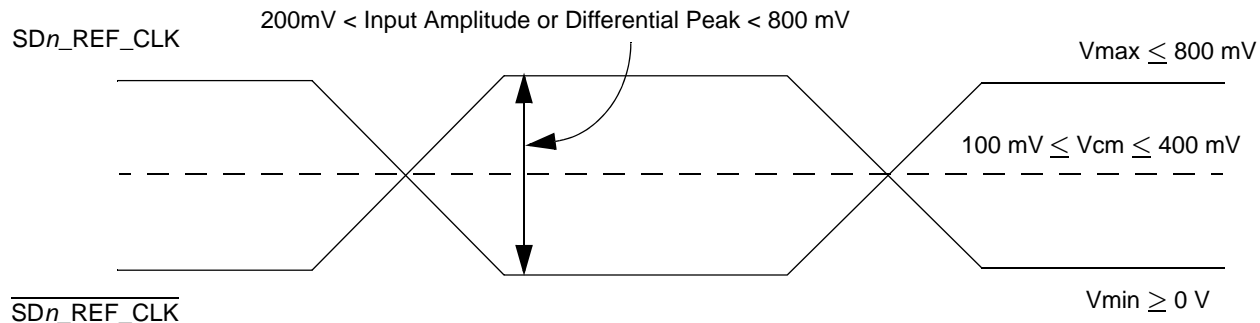 200mV < Input Amplitude or Differential Peak < 800 mV
SDn_REF_CLK
Vmax ≤ 800 mV
100 mV ≤ Vcm ≤ 400 mV
Vmin ≥ 0 V
SDn_REF_CLK